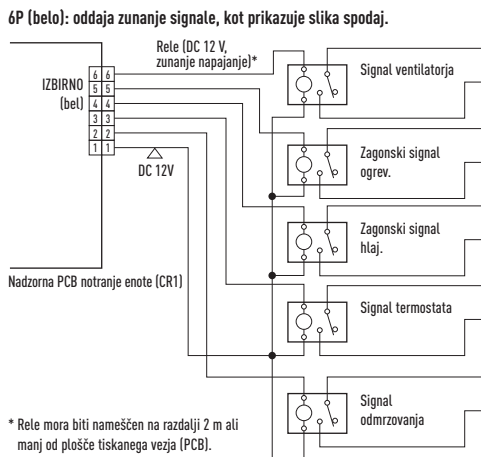 6P (belo): oddaja zunanje signale, kot prikazuje slika spodaj.
Rele (DC 12 V,
zunanje napajanje)*
IZBIRNO
(bel)
6 6
5 5
4 4
3 3
2 2
1 1
DC 12V
Signal ventilatorja
Zagonski signal
ogrev.
Zagonski signal
hlaj.
Nadzorna PCB notranje enote (CR1)
Signal termostata
Signal
odmrzovanja
* Rele mora biti nameščen na razdalji 2 m ali
manj od plošče tiskanega vezja (PCB).